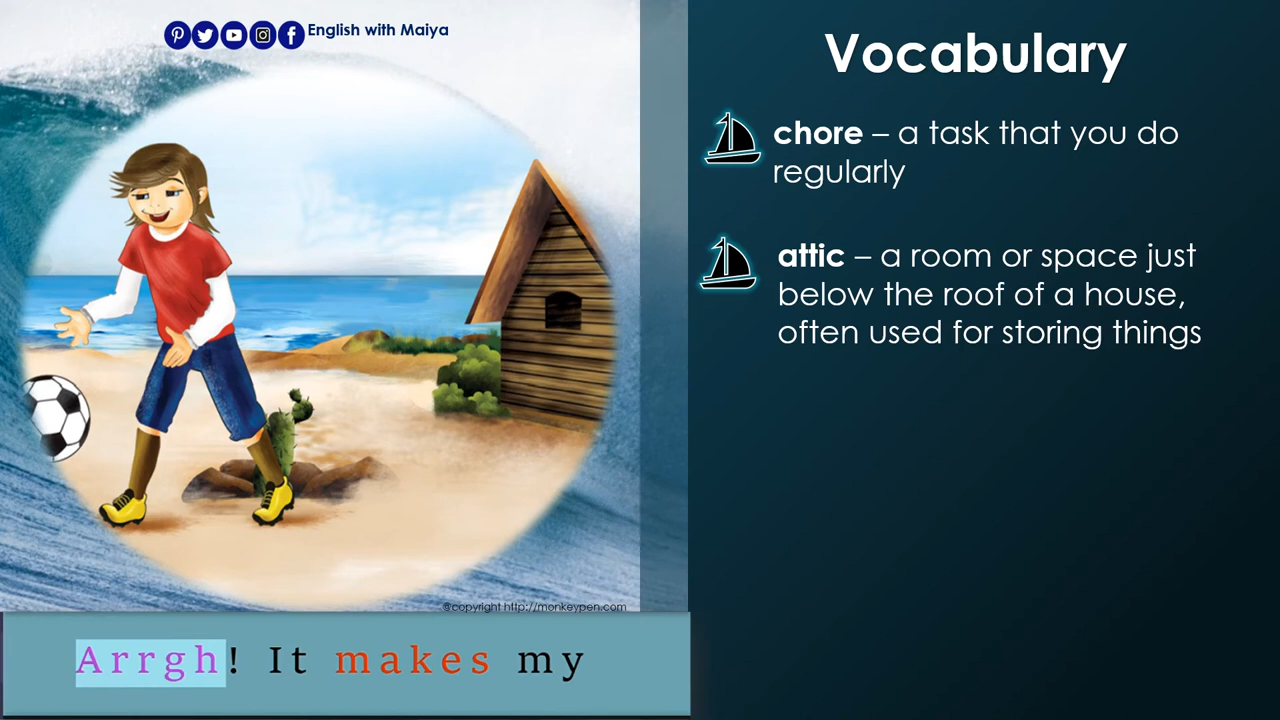 English with Maiya
©copyright http://monkeypen.com
Arrgh! It makes my
Vocabulary
chore – a task that you do
regularly
attic – a room or space just
below the roof of a house,
often used for storing things